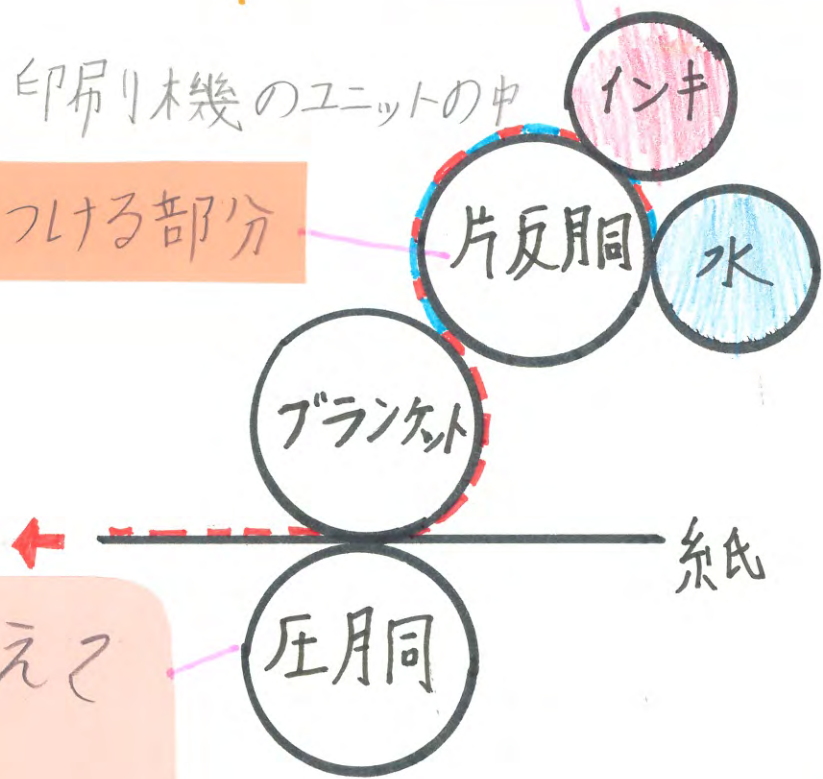 印刷機のユニットの中
インキ
つける部分
版胴
水
ブランケット
紙
えて
圧胴